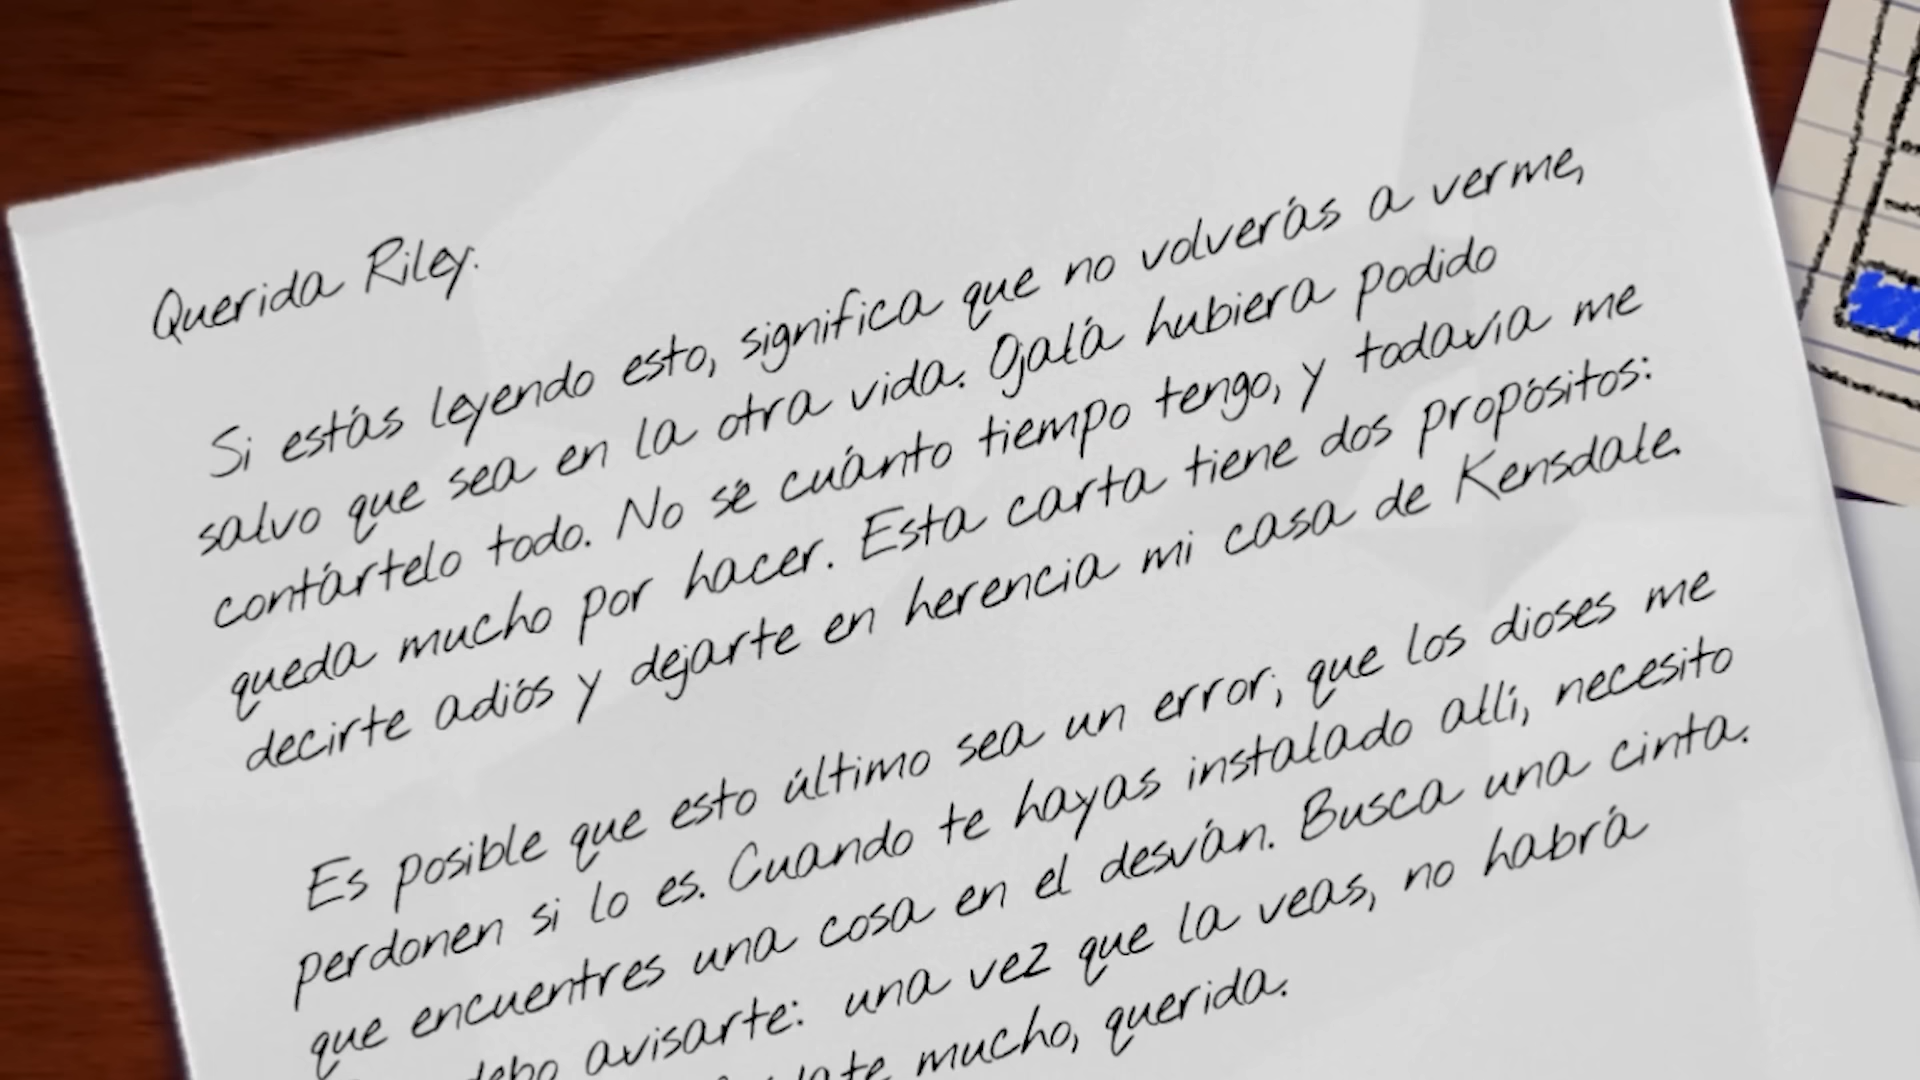 Querida Riley:
Si estás leyendo esto, significa que no volverás a verme,
salvo que sea en la otra vida. Ojalá hubiera podido
contártelo todo. No sé cuánto tiempo tengo, y todavía me
queda mucho por hacer. Esta carta tiene dos propósitos:
decirte adiós y dejarte en herencia mi casa de Kensdale.
Es posible que esto último sea un error; que los dioses me
perdonen si lo es. Cuando te hayas instalado allí, necesito
que encuentres una cosa en el desván. Busca una cinta.
debo avisarte: una vez que la veas, no habrá
mucho, querida.